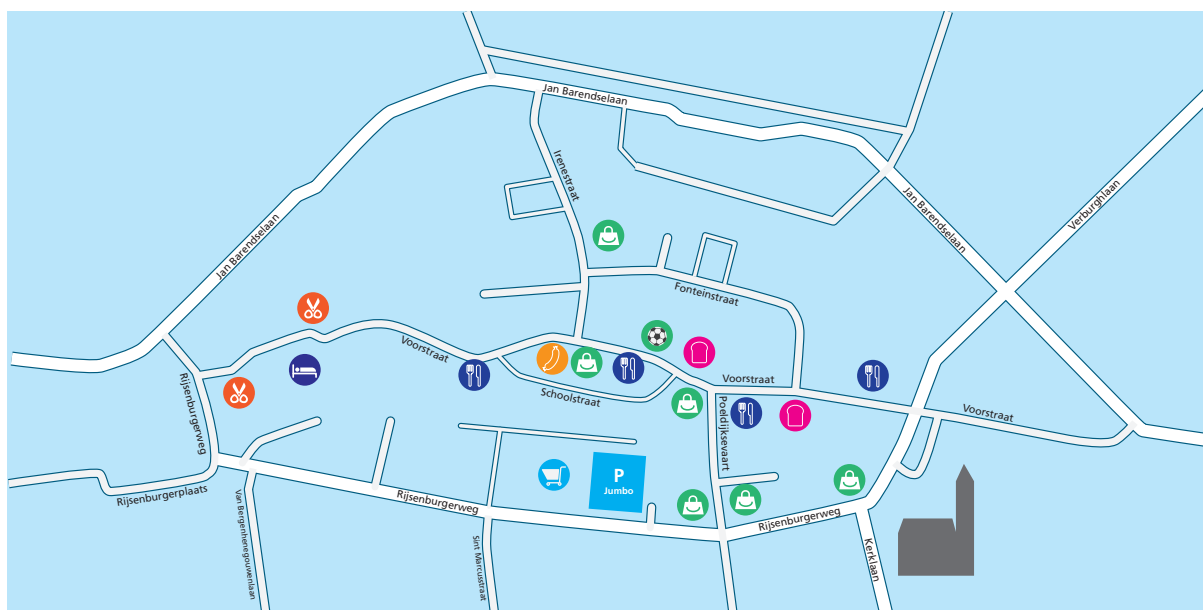 Jan Barendselaan
Irenestraat
Verburghlaan
Jan Barendselaan
Jan Barendselaan
Fonteinstraat
Voorstraat
Voorstraat
Schoolstraat
Voorstraat
Rijsenburgerweg
Poeldijksevaart
P
Jumbo
Rijsenburgerplaats
Rijsenburgerweg
Rijsenburgerweg
Van Bergenhenegouwenlaan
Sint Marcusstraat
Kerklaan